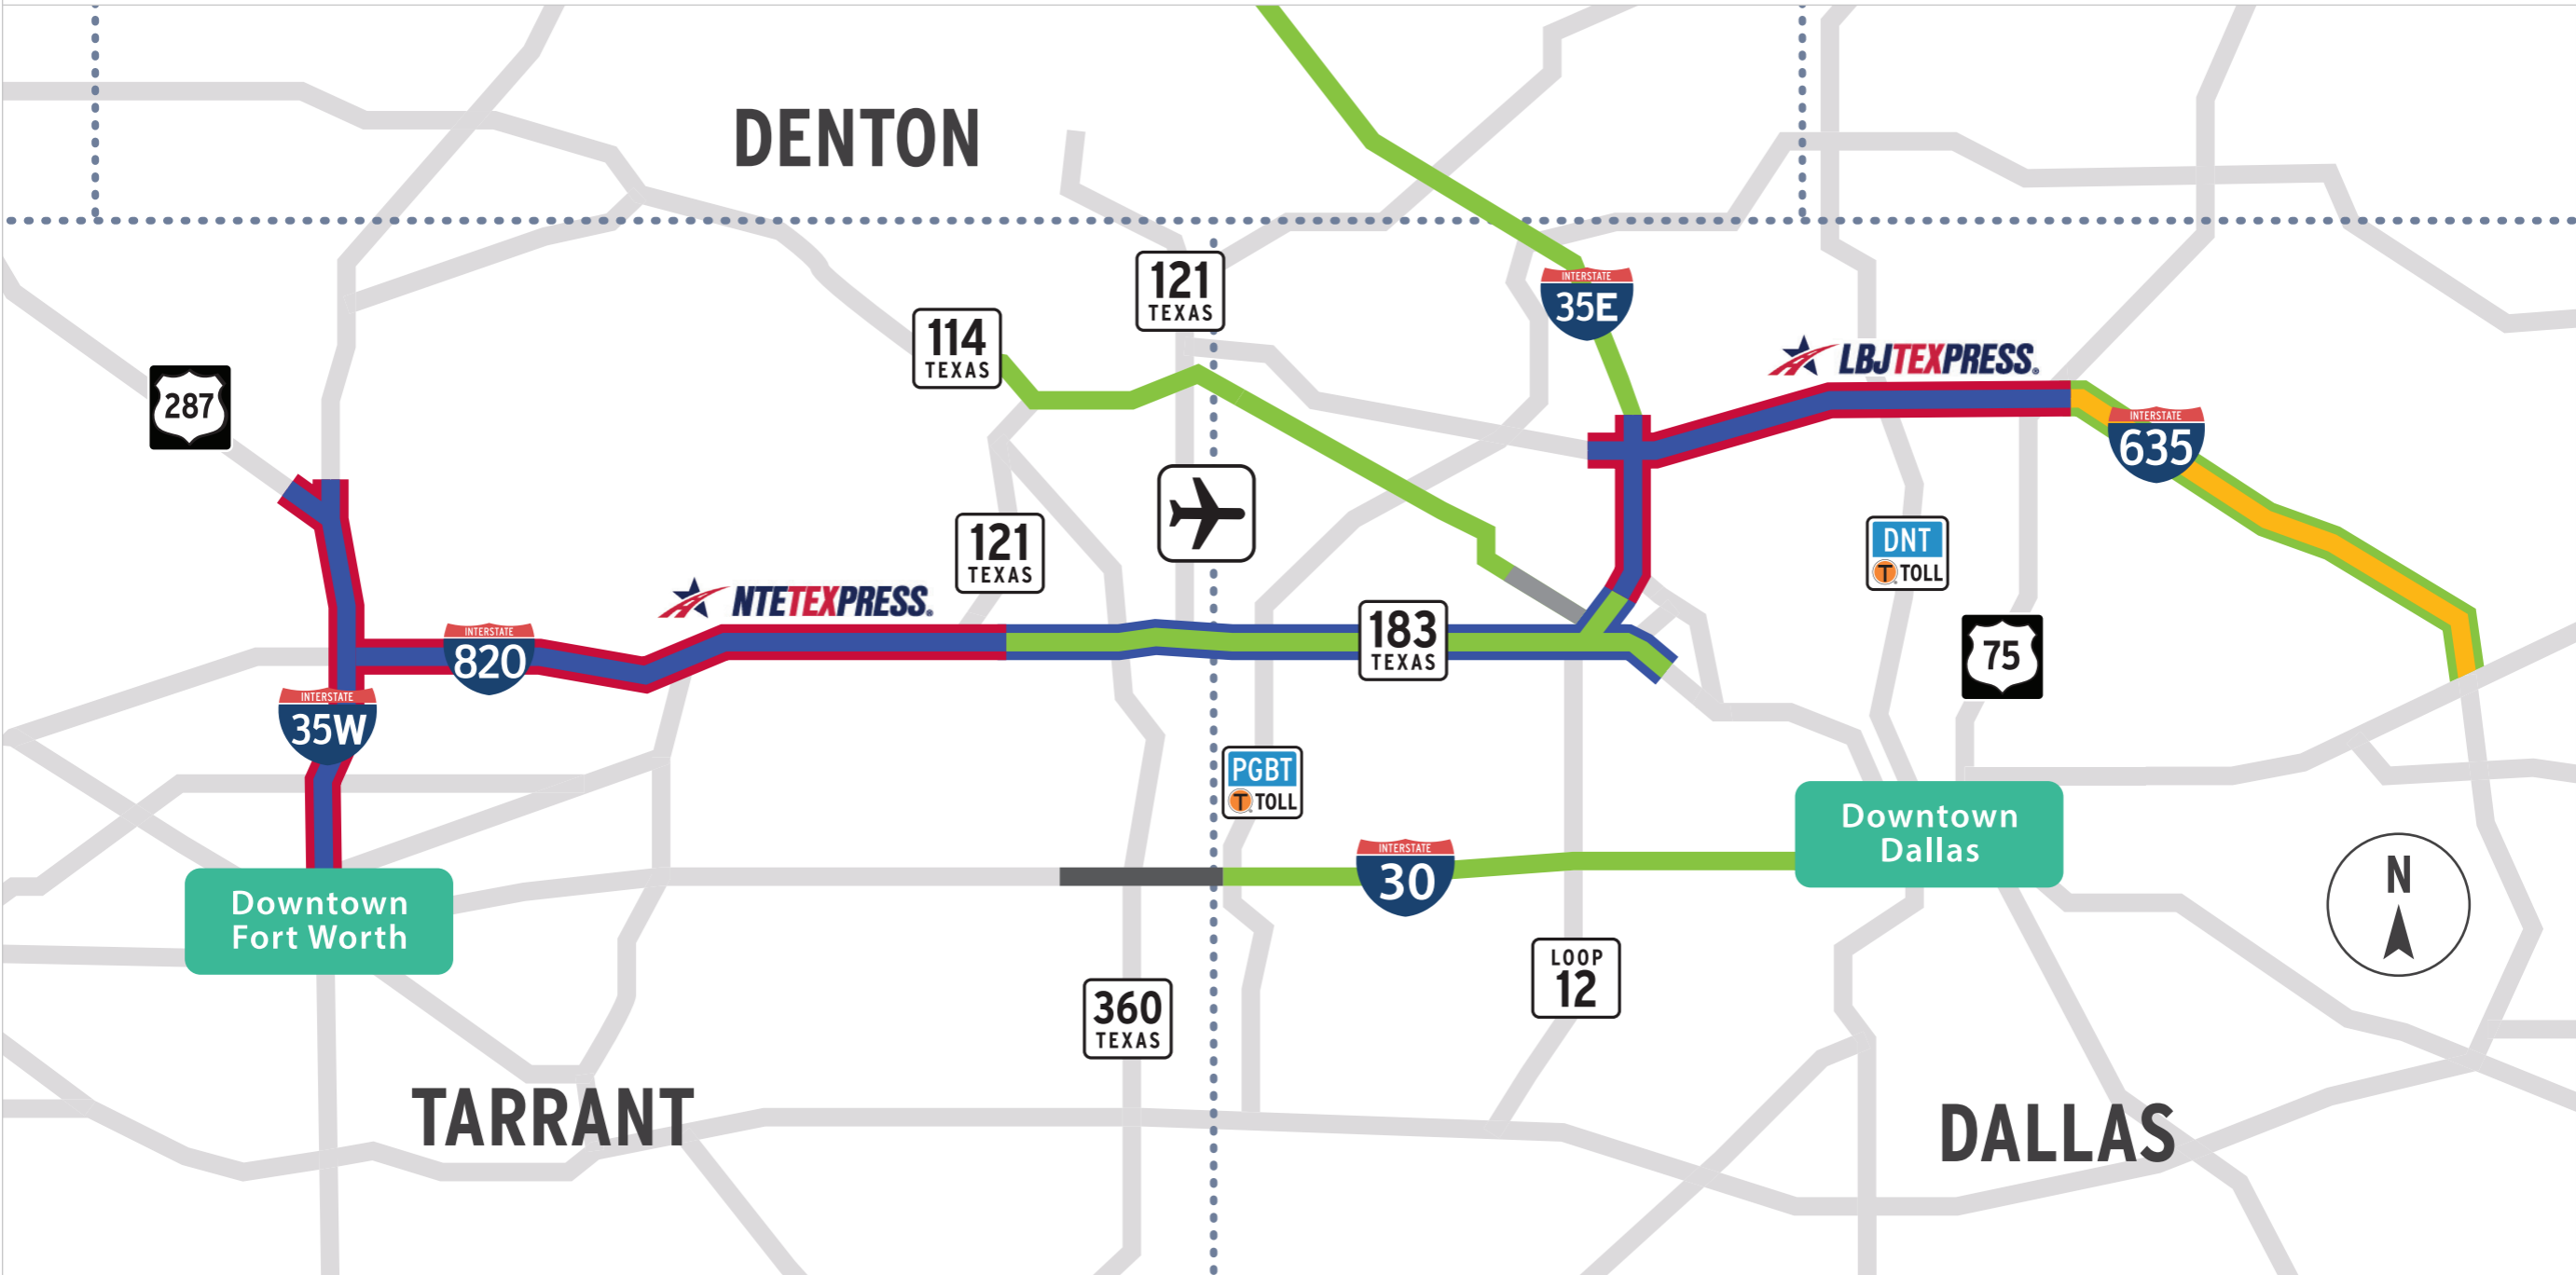 DENTON
121
TEXAS
INTERSTATE
35E
114
TEXAS
LBJTEXPRESS®
287
INTERSTATE
635
121
TEXAS
DNT
T TOLL
NTETEXPRESS®
183
TEXAS
INTERSTATE
820
75
INTERSTATE
35W
PGBT
T TOLL
Downtown
Dallas
INTERSTATE
30
N
Downtown
Fort Worth
LOOP
12
360
TEXAS
TARRANT
DALLAS